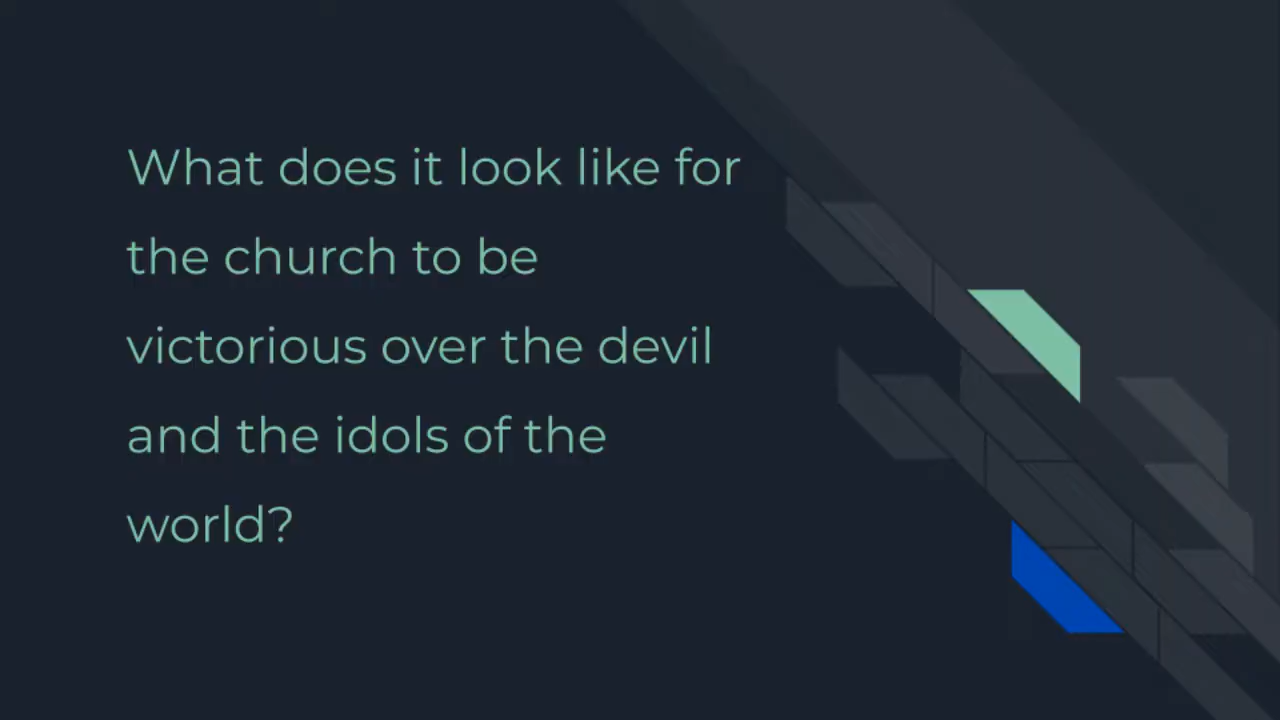 What does it look like for
the church to be
victorious over the devil
and the idols of the
world?